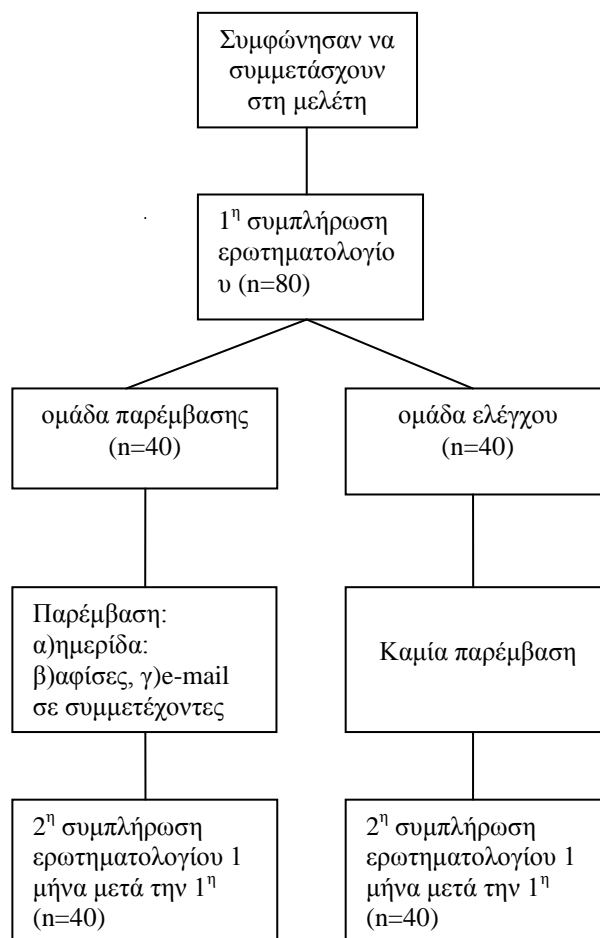 Συμφώνησαν να
συμμετάσχουν
στη μελέτη
1η συμπλήρωση
ερωτηματολογίο
υ (n=80)
ομάδα παρέμβασης
(n=40)
ομάδα ελέγχου
(n=40)
Παρέμβαση:
α)ημερίδα:
β)αφίσες, γ)e-mail
σε συμμετέχοντες
Καμία παρέμβαση
2η συμπλήρωση
ερωτηματολογίου 1
μήνα μετά την 1η
(n=40)
2η συμπλήρωση
ερωτηματολογίου 1
μήνα μετά την 1η
(n=40)